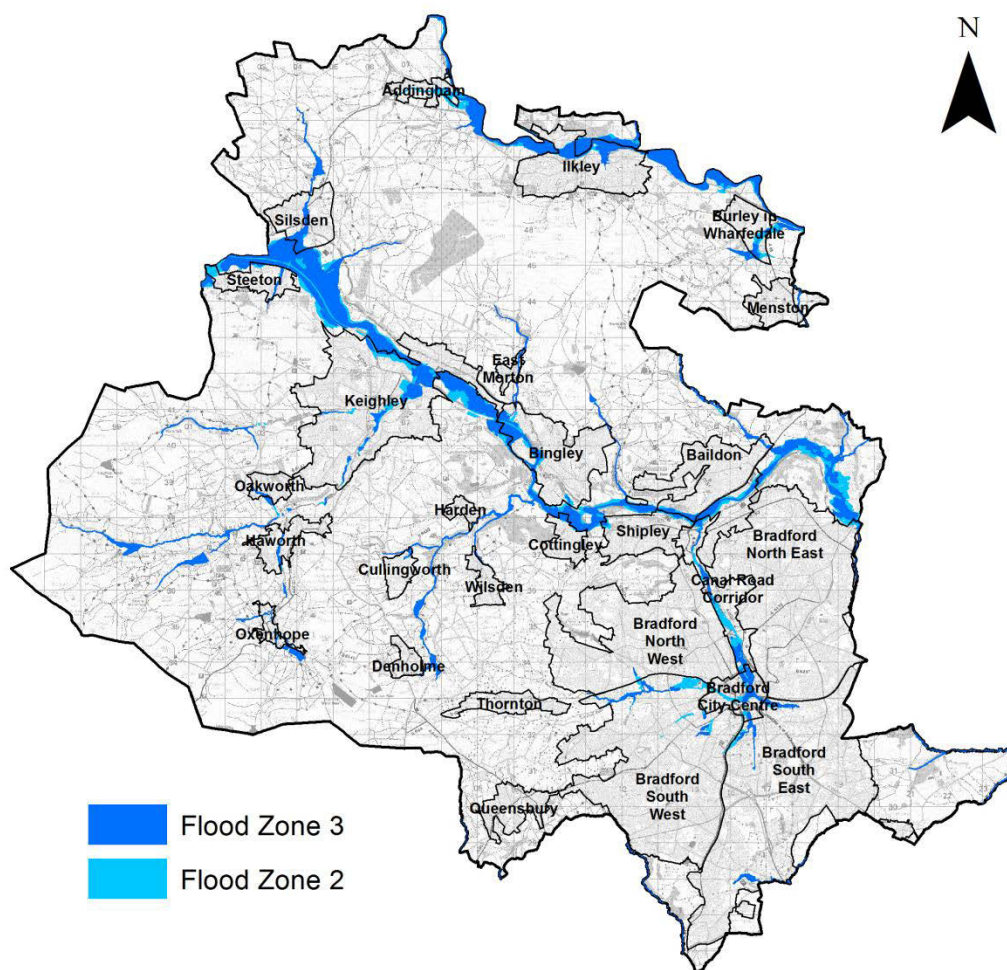 N
Addingham
Ilkley
Silsden
Burley in
Wharfedale
Steeton
Menston
East
Morton
Keighley
Bingley
Baildon
Oakworth
Harden
Haworth
Cottingley
Shipley
Bradford
North East
Cullingworth
Wilsden
Canal Road
Corridor
Oxenhope
Bradford
North
West
Denholme
Thornton
Bradford
City Centre
Bradford
South
West
Bradford
South
East
Queensbury
Flood Zone 3
Flood Zone 2